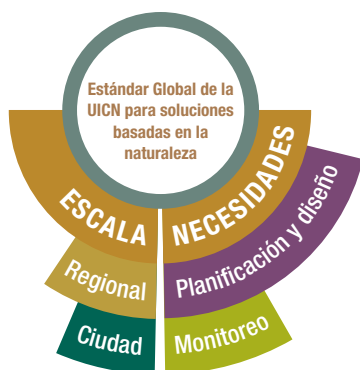 Estándar Global de la
UICN para soluciones
basadas en la
naturaleza
ESCALA
NECESIDADES
Regional
Planificación y diseño
Ciudad
Monitoreo